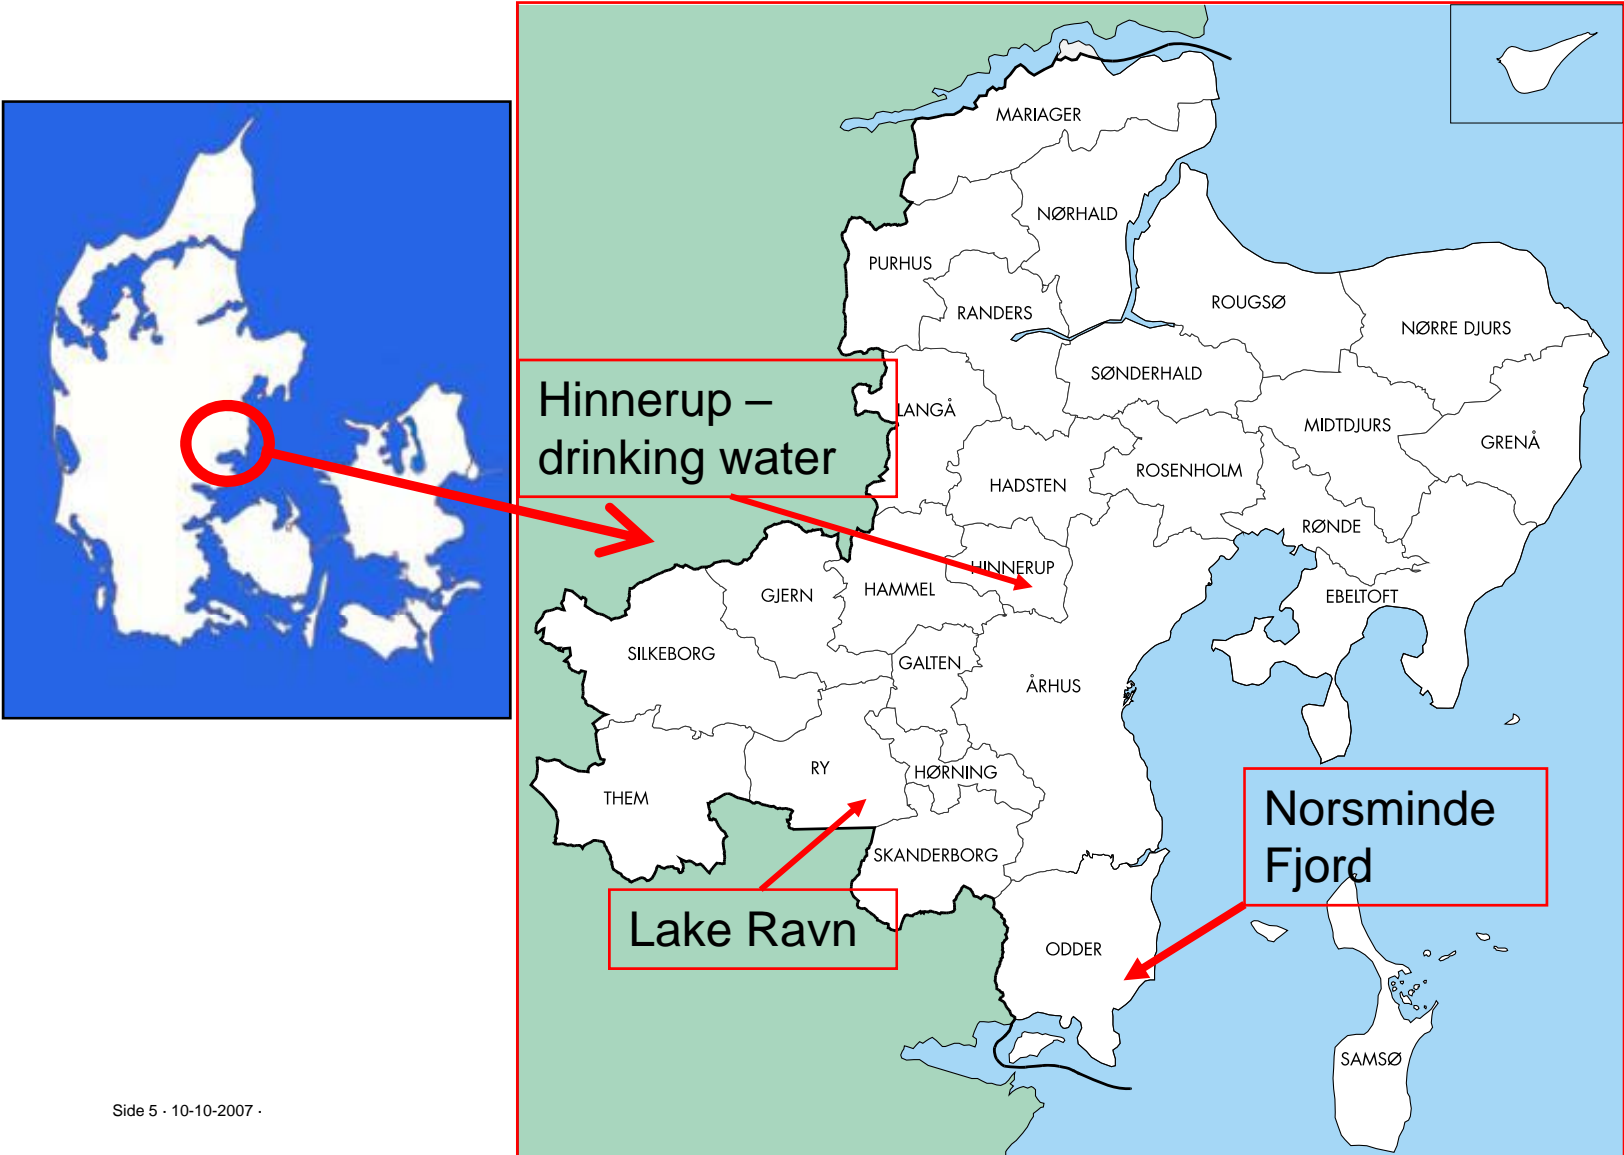 MARIAGER
NØRHALD
PURHUS
RANDERS
ROUGSØ
NØRRE DJURS
SØNDERHALD
Hinnerup –
drinking water
LANGÅ
MIDTDJURS
GRENÅ
ROSENHOLM
HADSTEN
RØNDE
HINNERUP
GJERN
HAMMEL
EBELTOFT
SILKEBORG
GALTEN
ÅRHUS
RY
HØRNING
THEM
Norsminde
Fjord
SKANDERBORG
Lake Ravn
ODDER
SAMSØ
Side 5 · 10-10-2007 ·